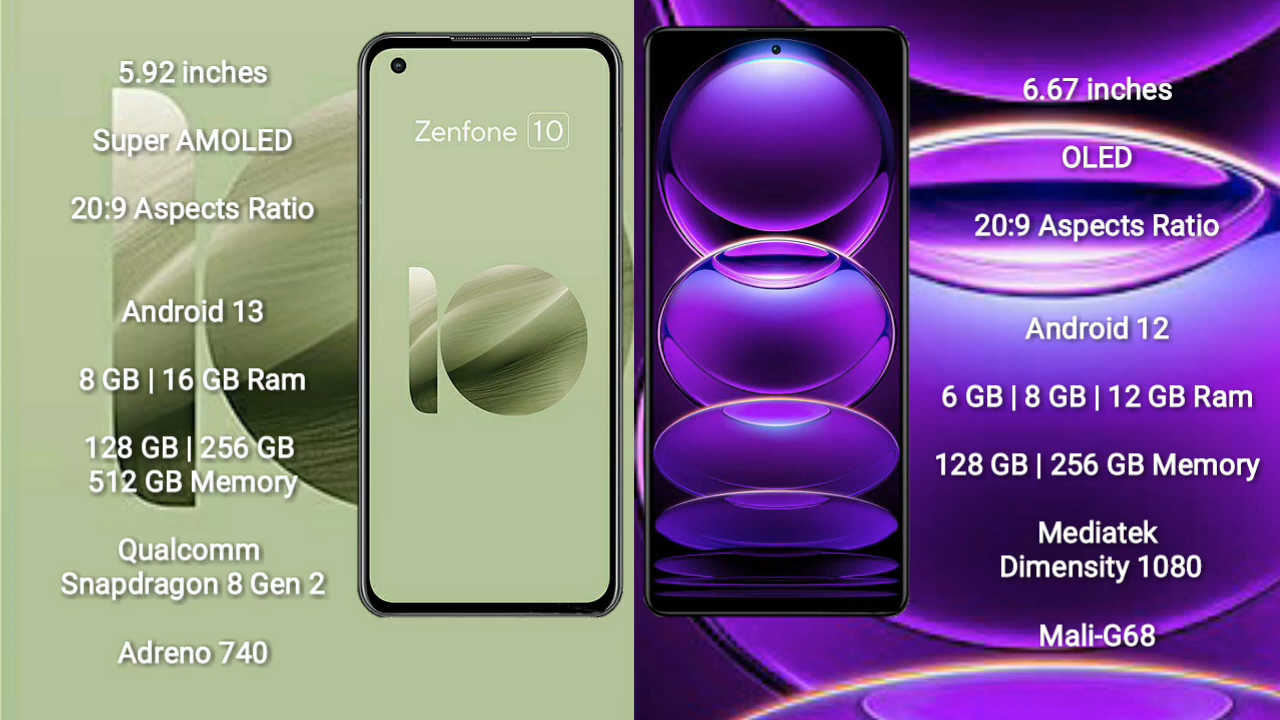 5.92 inches
Super AMOLED
20:9 Aspects Ratio
Android 13
8 GB | 16 GB Ram
128 GB | 256 GB
512 GB Memory
Qualcomm
Snapdragon 8 Gen 2
Adreno 740
Zenfone 10
10
6.67 inches
OLED
20:9 Aspects Ratio
Android 12
6 GB | 8 GB | 12 GB Ram
128 GB | 256 GB Memory
Mediatek
Dimensity 1080
Mali-G68